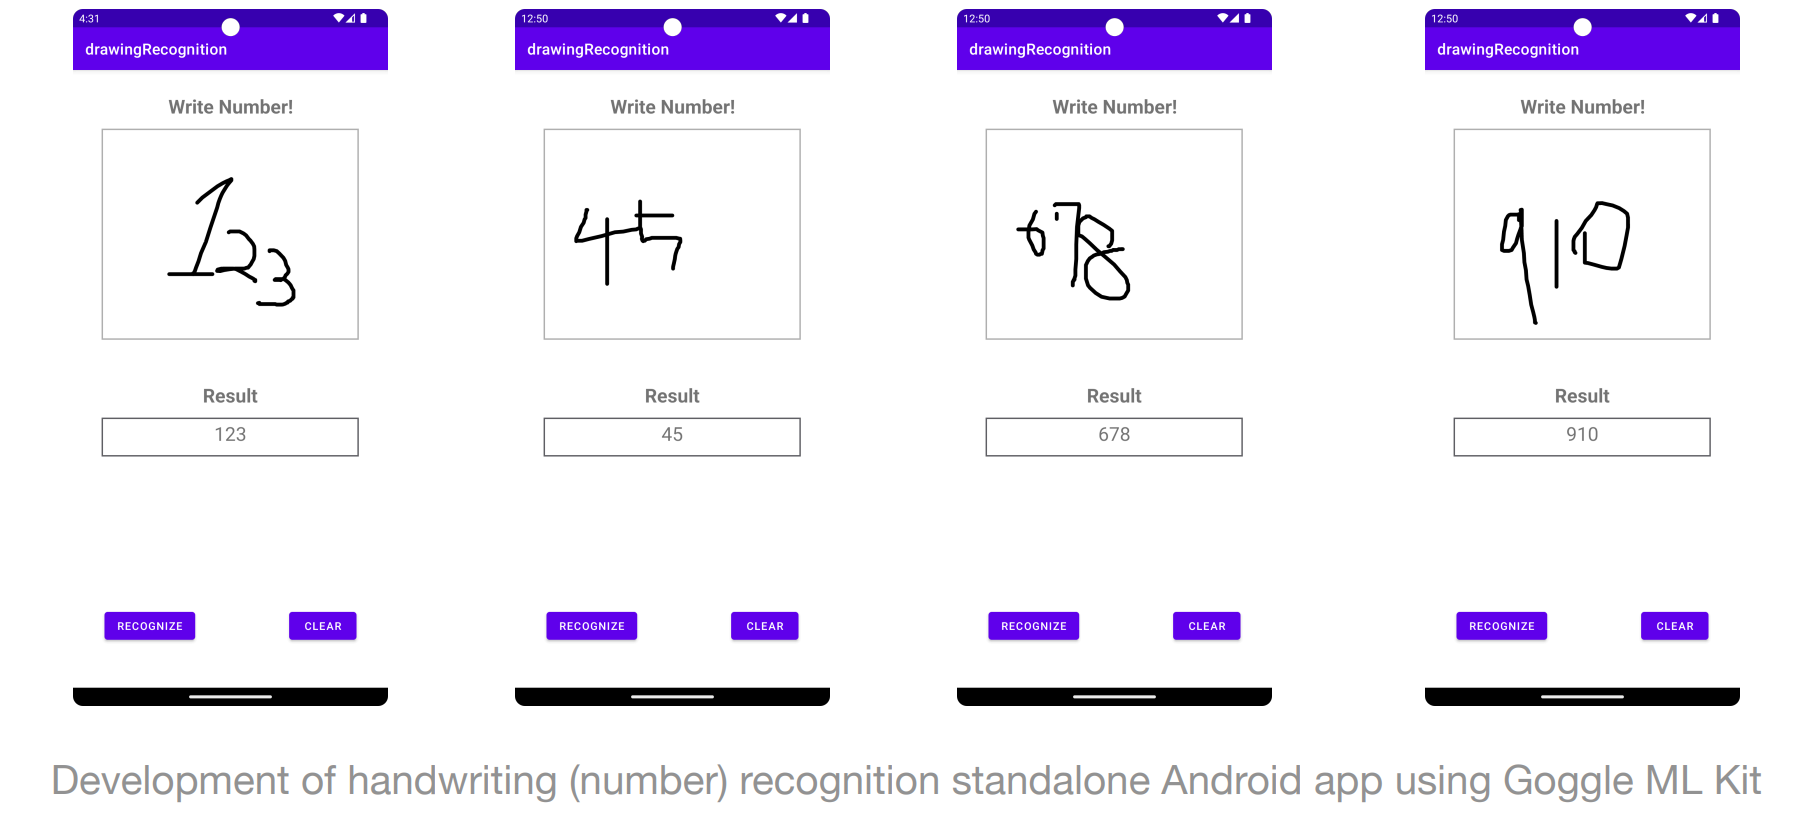 4:31
drawingRecognition
Write Number!
123
Result
123
RECOGNIZE
CLEAR
12:50
drawingRecognition
Write Number!
45
Result
45
RECOGNIZE
CLEAR
12:50
drawingRecognition
Write Number!
678
Result
678
RECOGNIZE
CLEAR
12:50
drawingRecognition
Write Number!
910
Result
910
RECOGNIZE
CLEAR
Development of handwriting (number) recognition standalone Android app using Goggle ML Kit